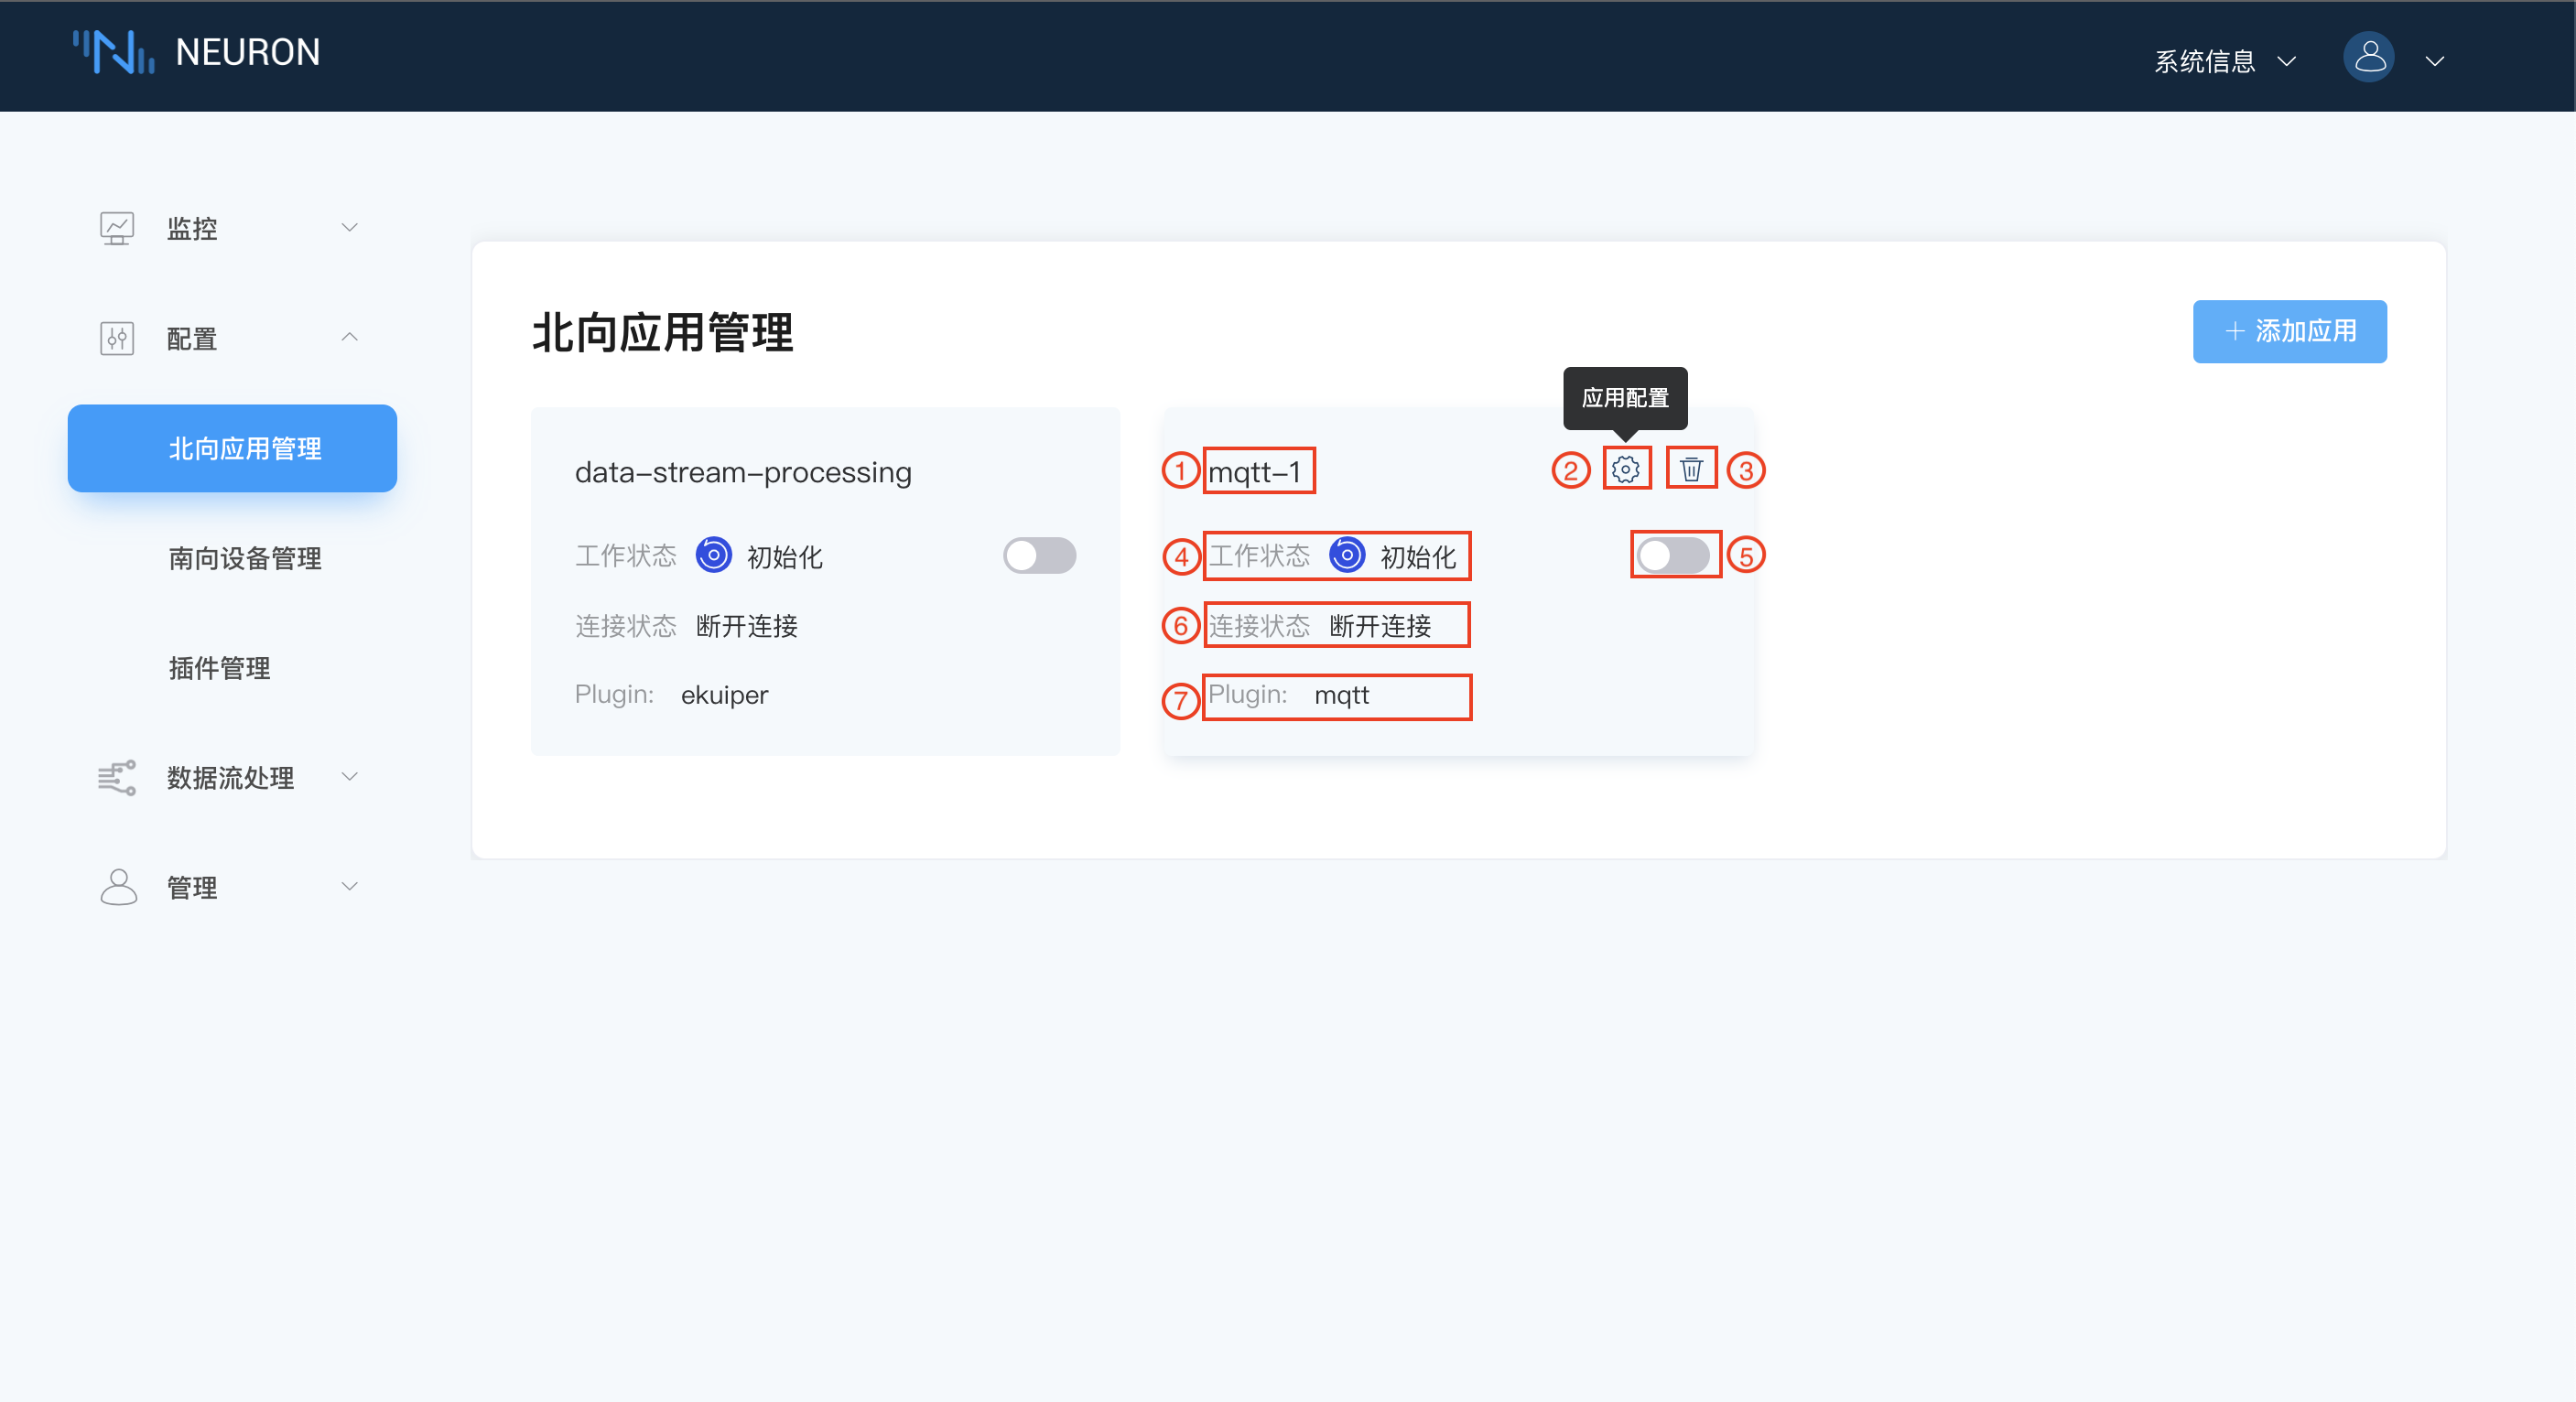 NEURON
系统信息
监控
配置
北向应用管理
南向设备管理
插件管理
数据流处理
管理
北向应用管理
+ 添加应用
data-stream-processing
工作状态 初始化
连接状态 断开连接
Plugin: ekuiper
应用配置
① mqtt-1 ② ③
④ 工作状态 初始化 ⑤
⑥ 连接状态 断开连接
⑦ Plugin: mqtt